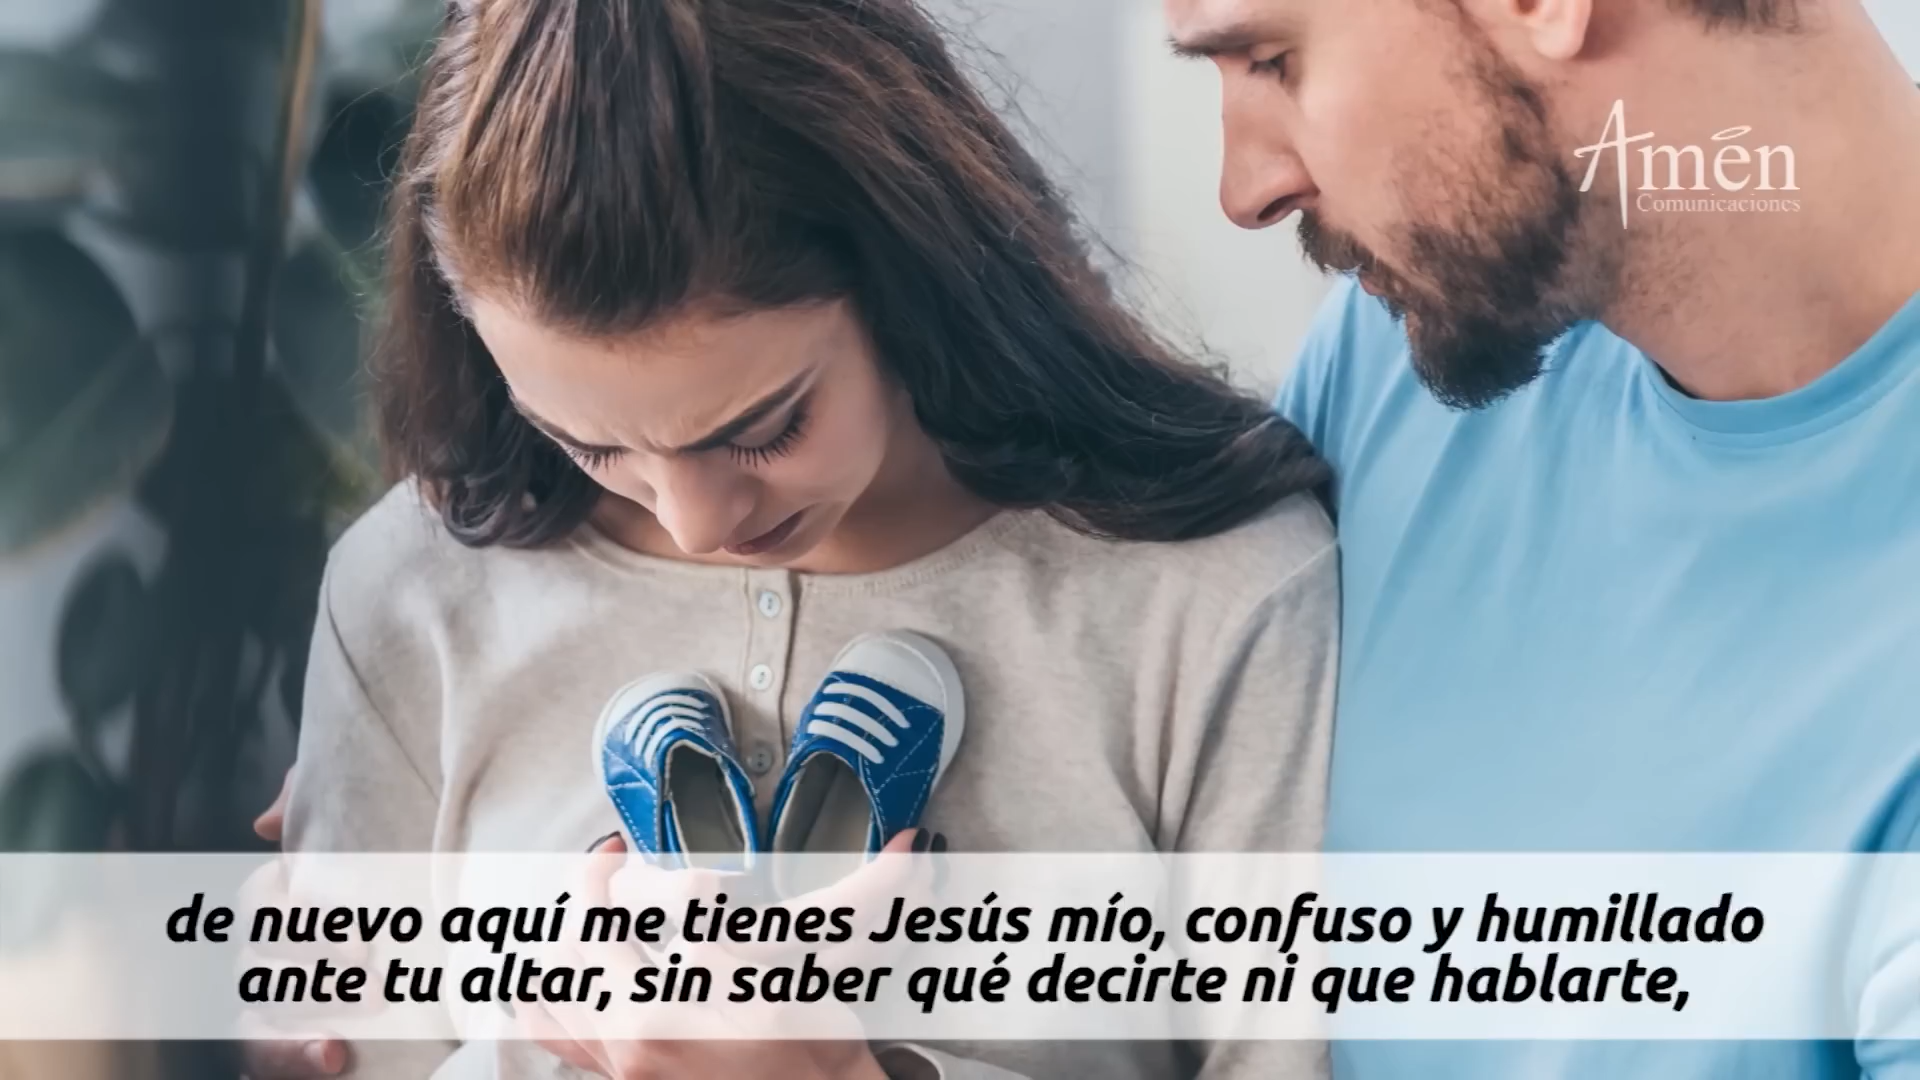 Amén
Comunicaciones
de nuevo aquí me tienes Jesús mío, confuso y humillado
ante tu altar, sin saber qué decirte ni que hablarte,